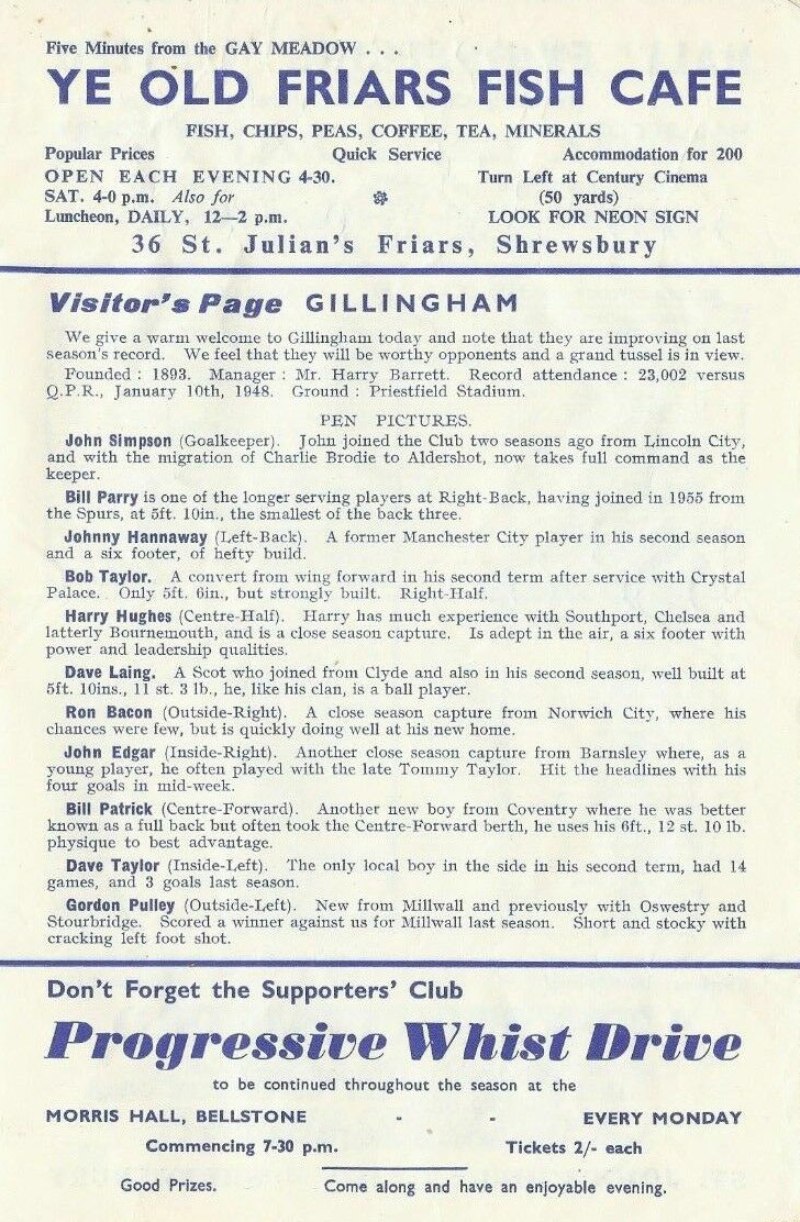 Five Minutes from the GAY MEADOW . . .
YE OLD FRIARS FISH CAFE
FISH, CHIPS, PEAS, COFFEE, TEA, MINERALS
Popular Prices Quick Service Accommodation for 200
OPEN EACH EVENING 4-30. Turn Left at Century Cinema
SAT. 4-0 p.m. Also for (50 yards)
Luncheon, DAILY, 12—2 p.m. LOOK FOR NEON SIGN
36 St. Julian's Friars, Shrewsbury
Visitor's Page GILLINGHAM
We give a warm welcome to Gillingham today and note that they are improving on last
season's record. We feel that they will be worthy opponents and a grand tussel is in view.
Founded : 1893. Manager : Mr. Harry Barrett. Record attendance : 23,002 versus
Q.P.R., January 10th, 1948. Ground : Priestfield Stadium.
PEN PICTURES.
John Simpson (Goalkeeper). John joined the Club two seasons ago from Lincoln City,
and with the migration of Charlie Brodie to Aldershot, now takes full command as the
keeper.
Bill Parry is one of the longer serving players at Right-Back, having joined in 1955 from
the Spurs, at 5ft. 10in., the smallest of the back three.
Johnny Hannaway (Left-Back). A former Manchester City player in his second season
and a six footer, of hefty build.
Bob Taylor. A convert from wing forward in his second term after service with Crystal
Palace. Only 5ft. 6in., but strongly built. Right-Half.
Harry Hughes (Centre-Half). Harry has much experience with Southport, Chelsea and
latterly Bournemouth, and is a close season capture. Is adept in the air, a six footer with
power and leadership qualities.
Dave Laing. A Scot who joined from Clyde and also in his second season, well built at
5ft. 10ins., 11 st. 3 lb., he, like his clan, is a ball player.
Ron Bacon (Outside-Right). A close season capture from Norwich City, where his
chances were few, but is quickly doing well at his new home.
John Edgar (Inside-Right). Another close season capture from Barnsley where, as a
young player, he often played with the late Tommy Taylor. Hit the headlines with his
four goals in mid-week.
Bill Patrick (Centre-Forward). Another new boy from Coventry where he was better
known as a full back but often took the Centre-Forward berth, he uses his 6ft., 12 st. 10 lb.
physique to best advantage.
Dave Taylor (Inside-Left). The only local boy in the side in his second term, had 14
games, and 3 goals last season.
Gordon Pulley (Outside-Left). New from Millwall and previously with Oswestry and
Stourbridge. Scored a winner against us for Millwall last season. Short and stocky with
cracking left foot shot.
Don't Forget the Supporters' Club
Progressive Whist Drive
to be continued throughout the season at the
MORRIS HALL, BELLSTONE - - EVERY MONDAY
Commencing 7-30 p.m. Tickets 2/- each
Good Prizes. Come along and have an enjoyable evening.